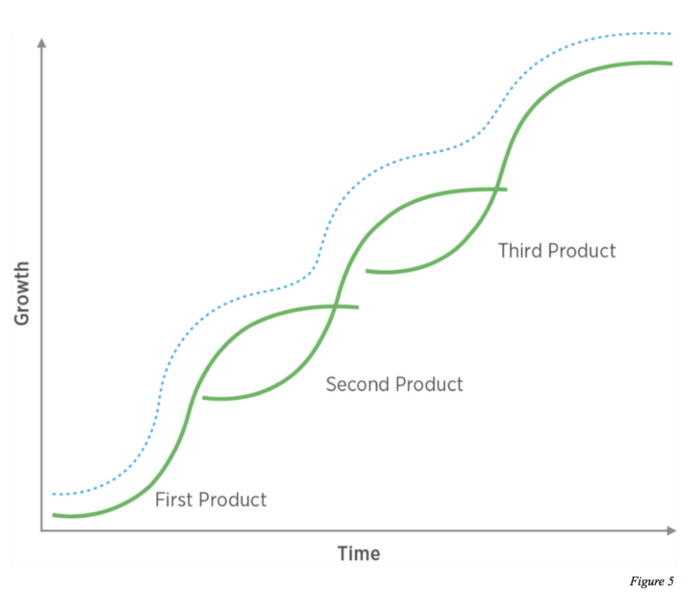 Growth
Third Product
Second Product
First Product
Time
Figure 5